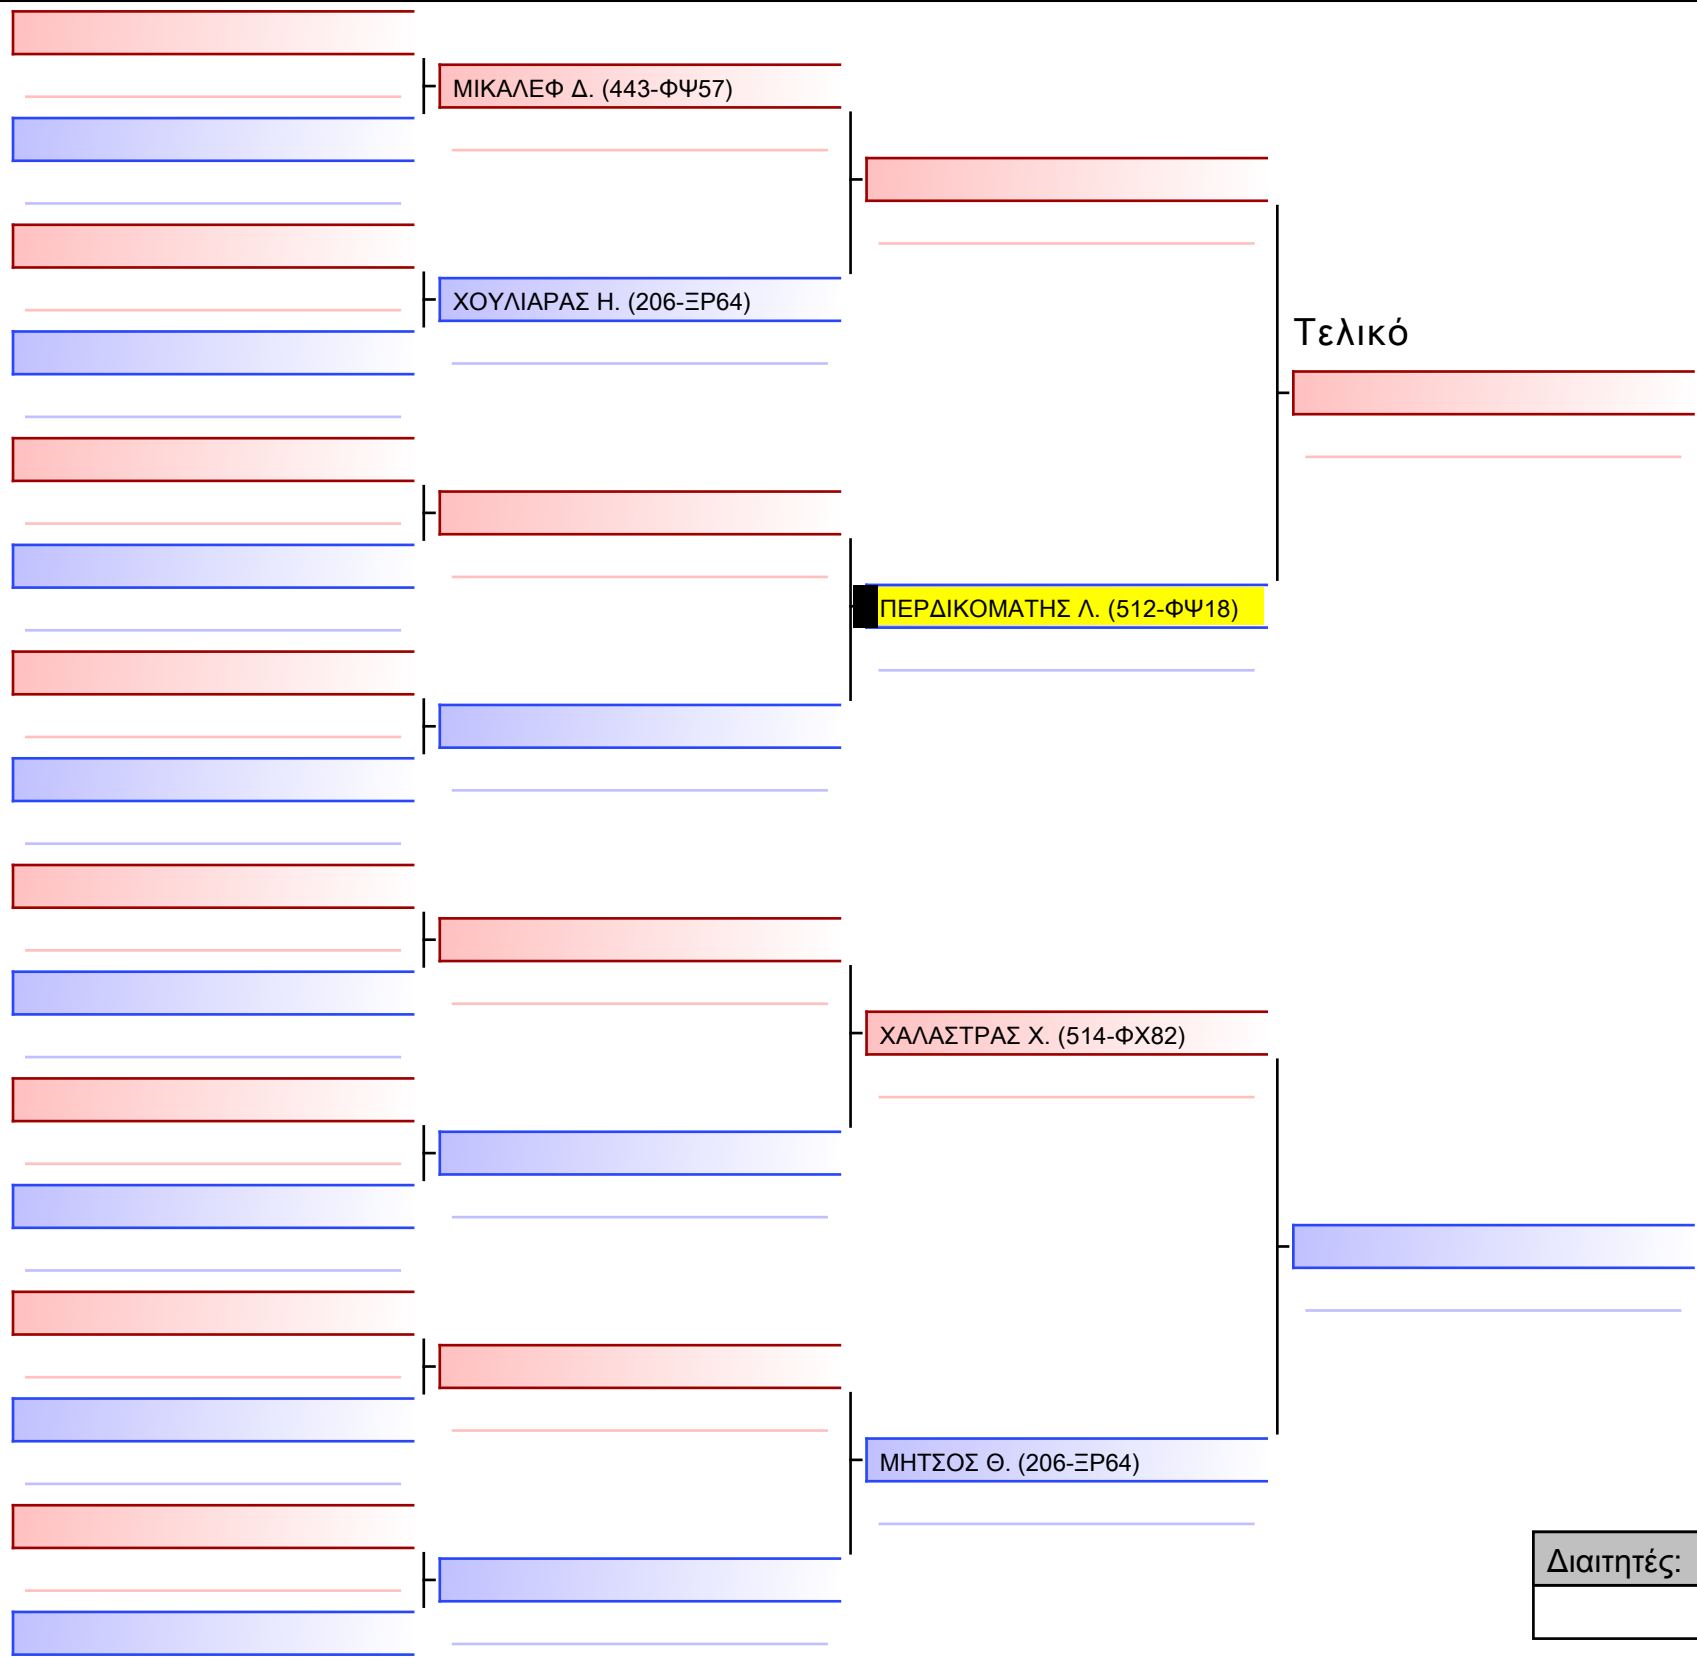 ΜΙΚΑΛΕΦ Δ. (443-ΦΨ57)
ΧΟΥΛΙΑΡΑΣ Η. (206-ΞΡ64)
Τελικό
ΠΕΡΔΙΚΟΜΑΤΗΣ Λ. (512-ΦΨ18)
ΧΑΛΑΣΤΡΑΣ Χ. (514-ΦΧ82)
ΜΗΤΣΟΣ Θ. (206-ΞΡ64)
Διαιτητές: